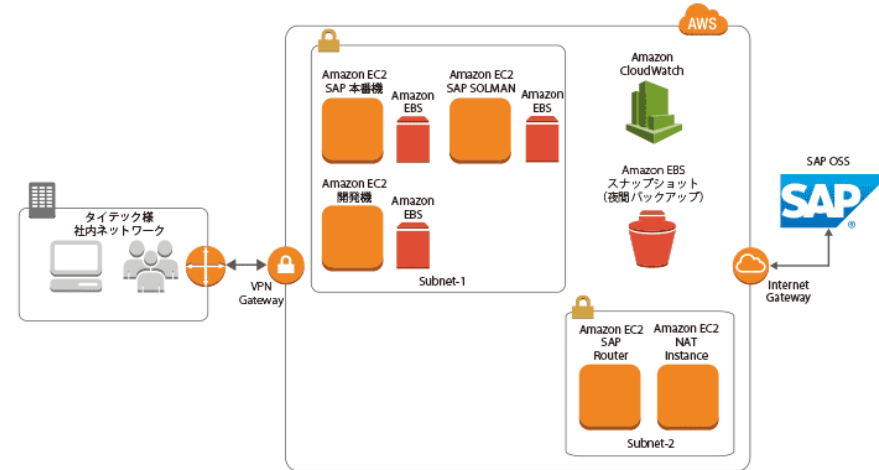 AWS
Amazon EC2
SAP 本番機
Amazon
EBS
Amazon EC2
SAP SOLMAN
Amazon
EBS
Amazon
CloudWatch
Amazon EC2
開発機
Amazon
EBS
Subnet-1
Amazon EBS
スナップショット
(夜間バックアップ)
SAP OSS
SAP
®
タイテック様
社内ネットワーク
VPN
Gateway
Internet
Gateway
Amazon EC2
SAP
Router
Amazon EC2
NAT
Instance
Subnet-2